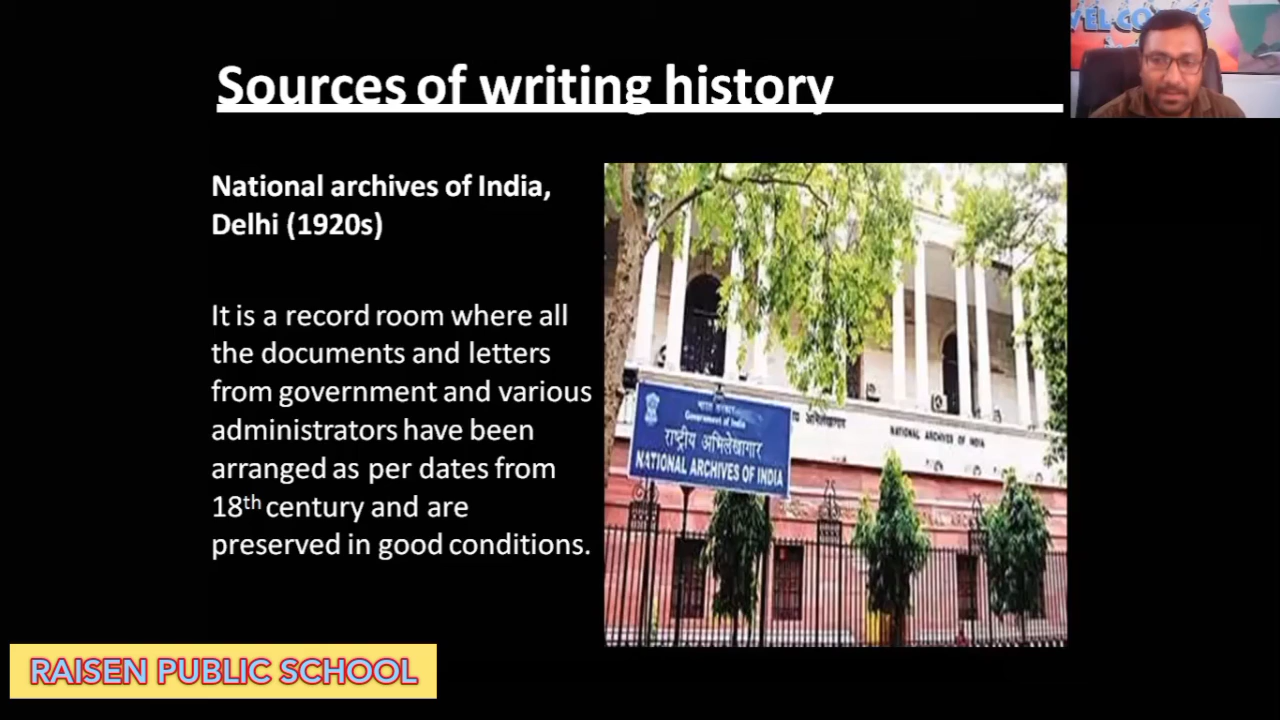 Sources of writing history
WELCOMES
National archives of India,
Delhi (1920s)
It is a record room where all
the documents and letters
from government and various
administrators have been
arranged as per dates from
18th century and are
preserved in good conditions.
भारत सरकार
Government of India
राष्ट्रीय अभिलेखागार
NATIONAL ARCHIVES OF INDIA
अभिलेखागार
NATIONAL ARCHIVES OF INDIA
RAISEN PUBLIC SCHOOL